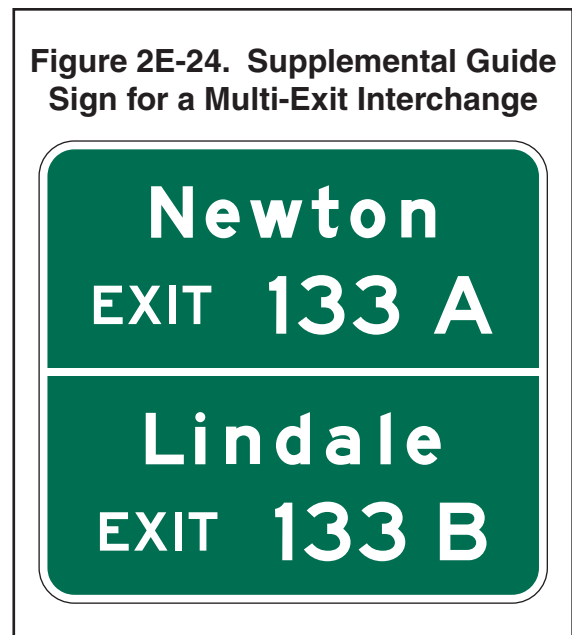 Figure 2E-24. Supplemental Guide
Sign for a Multi-Exit Interchange
Newton
EXIT 133 A
Lindale
EXIT 133 B